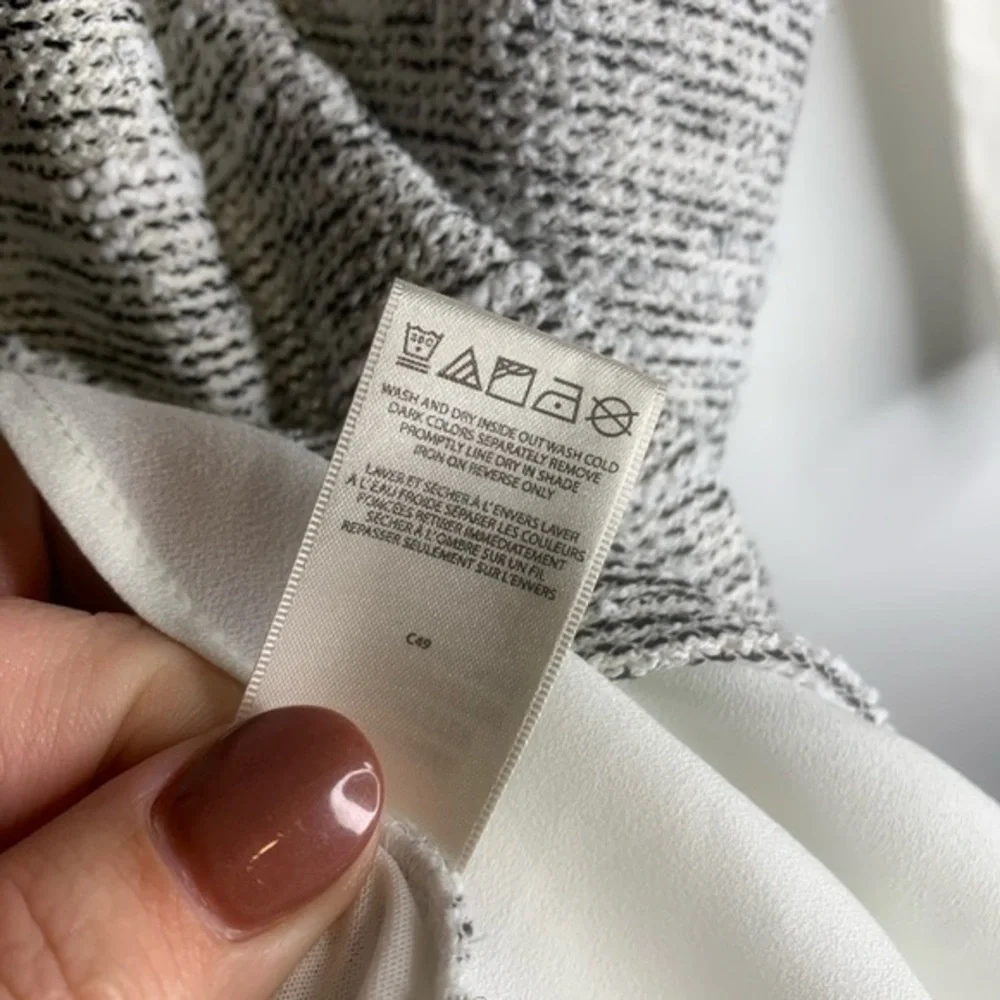 30C
WASH AND DRY INSIDE OUT WASH COLD
DARK COLORS SEPARATELY REMOVE
PROMPTLY LINE DRY IN SHADE
IRON ON REVERSE ONLY
LAVER ET SÉCHER À L'ENVERS LAVER
À L'EAU FROIDE SÉPARER LES COULEURS
FONCÉES RETIRER IMMÉDIATEMENT
SÉCHER À L'OMBRE SUR UN FIL
REPASSER SEULEMENT SUR L'ENVERS
C49